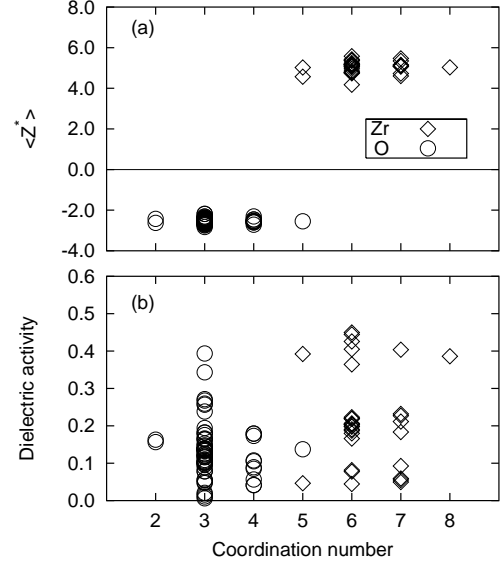 8.0
(a)
6.0
4.0
2.0
0.0
-2.0
-4.0
<Z*>
Zr
O
0.6
(b)
0.5
0.4
0.3
0.2
0.1
0.0
Dielectric activity
2 3 4 5 6 7 8
Coordination number